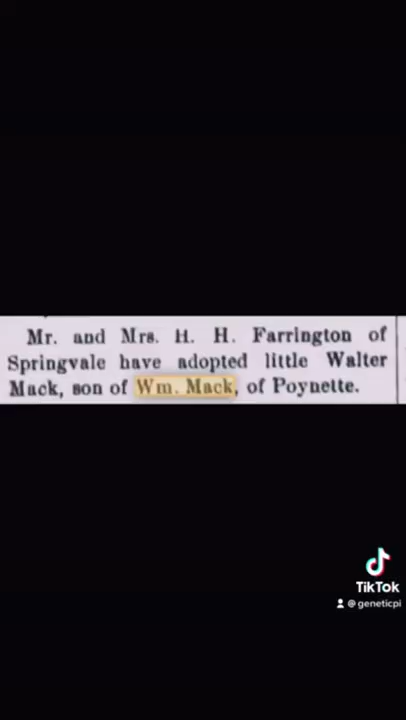 Mr. and Mrs. H. H. Farrington of
Springvale have adopted little Walter
Mack, son of Wm. Mack, of Poynette.
TikTok
@geneticpi